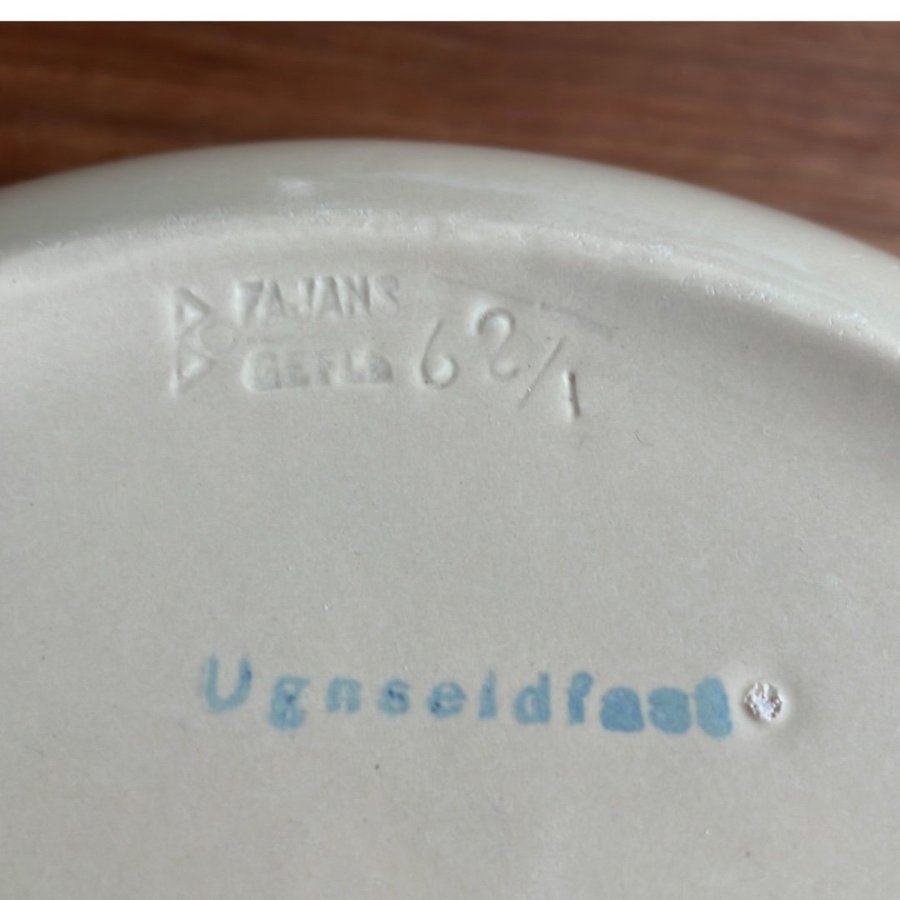 B FAJANS
GEFLE 62/1
Ugnseldfast